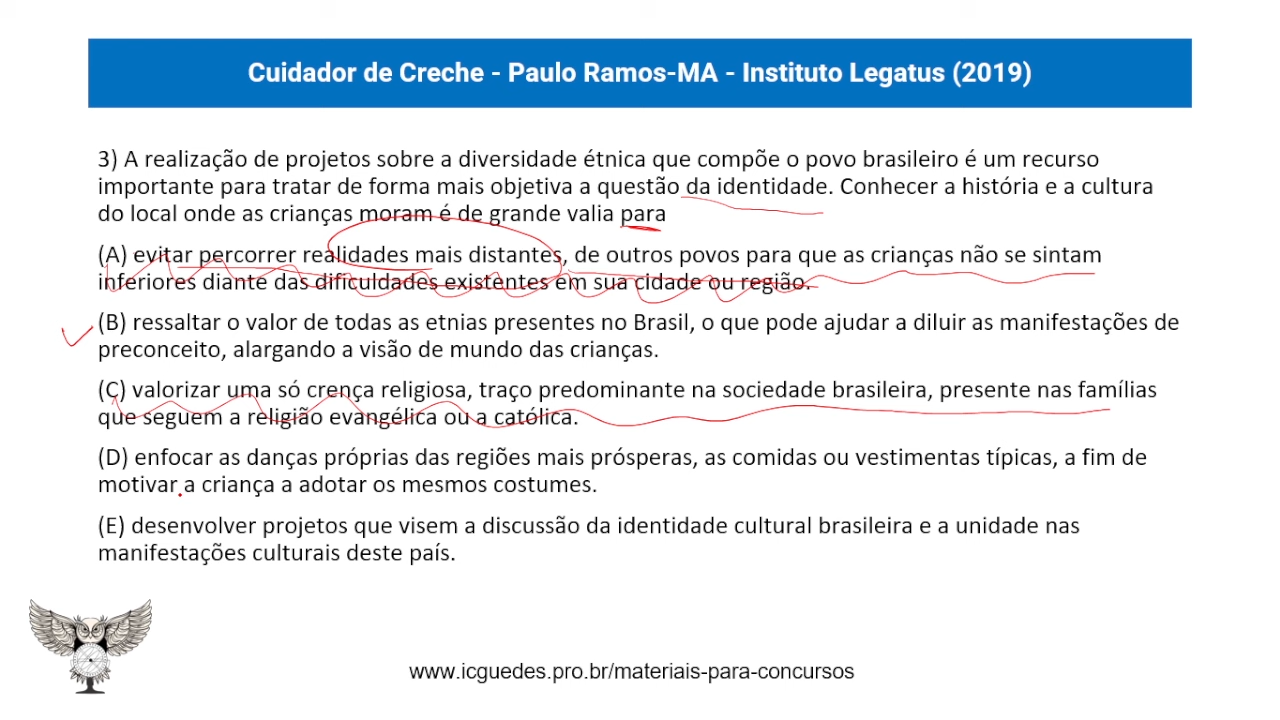 Cuidador de Creche - Paulo Ramos-MA - Instituto Legatus (2019)
3) A realização de projetos sobre a diversidade étnica que compõe o povo brasileiro é um recurso
importante para tratar de forma mais objetiva a questão da identidade. Conhecer a história e a cultura
do local onde as crianças moram é de grande valia para
(A) evitar percorrer realidades mais distantes, de outros povos para que as crianças não se sintam
inferiores diante das dificuldades existentes em sua cidade ou região.
(B) ressaltar o valor de todas as etnias presentes no Brasil, o que pode ajudar a diluir as manifestações de
preconceito, alargando a visão de mundo das crianças.
(C) valorizar uma só crença religiosa, traço predominante na sociedade brasileira, presente nas famílias
que seguem a religião evangélica ou a católica.
(D) enfocar as danças próprias das regiões mais prósperas, as comidas ou vestimentas típicas, a fim de
motivar a criança a adotar os mesmos costumes.
(E) desenvolver projetos que visem a discussão da identidade cultural brasileira e a unidade nas
manifestações culturais deste país.
www.icguedes.pro.br/materiais-para-concursos